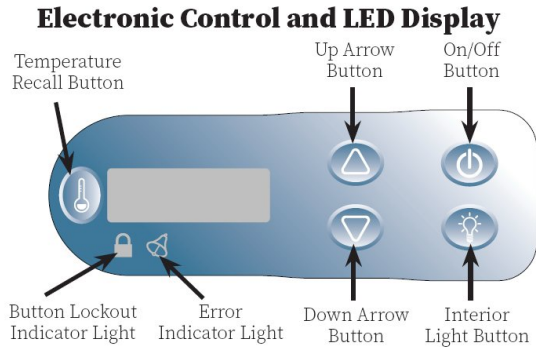 Electronic Control and LED Display
Temperature
Recall Button
Up Arrow
Button
On/Off
Button
Button Lockout
Indicator Light
Error
Indicator Light
Down Arrow
Button
Interior
Light Button